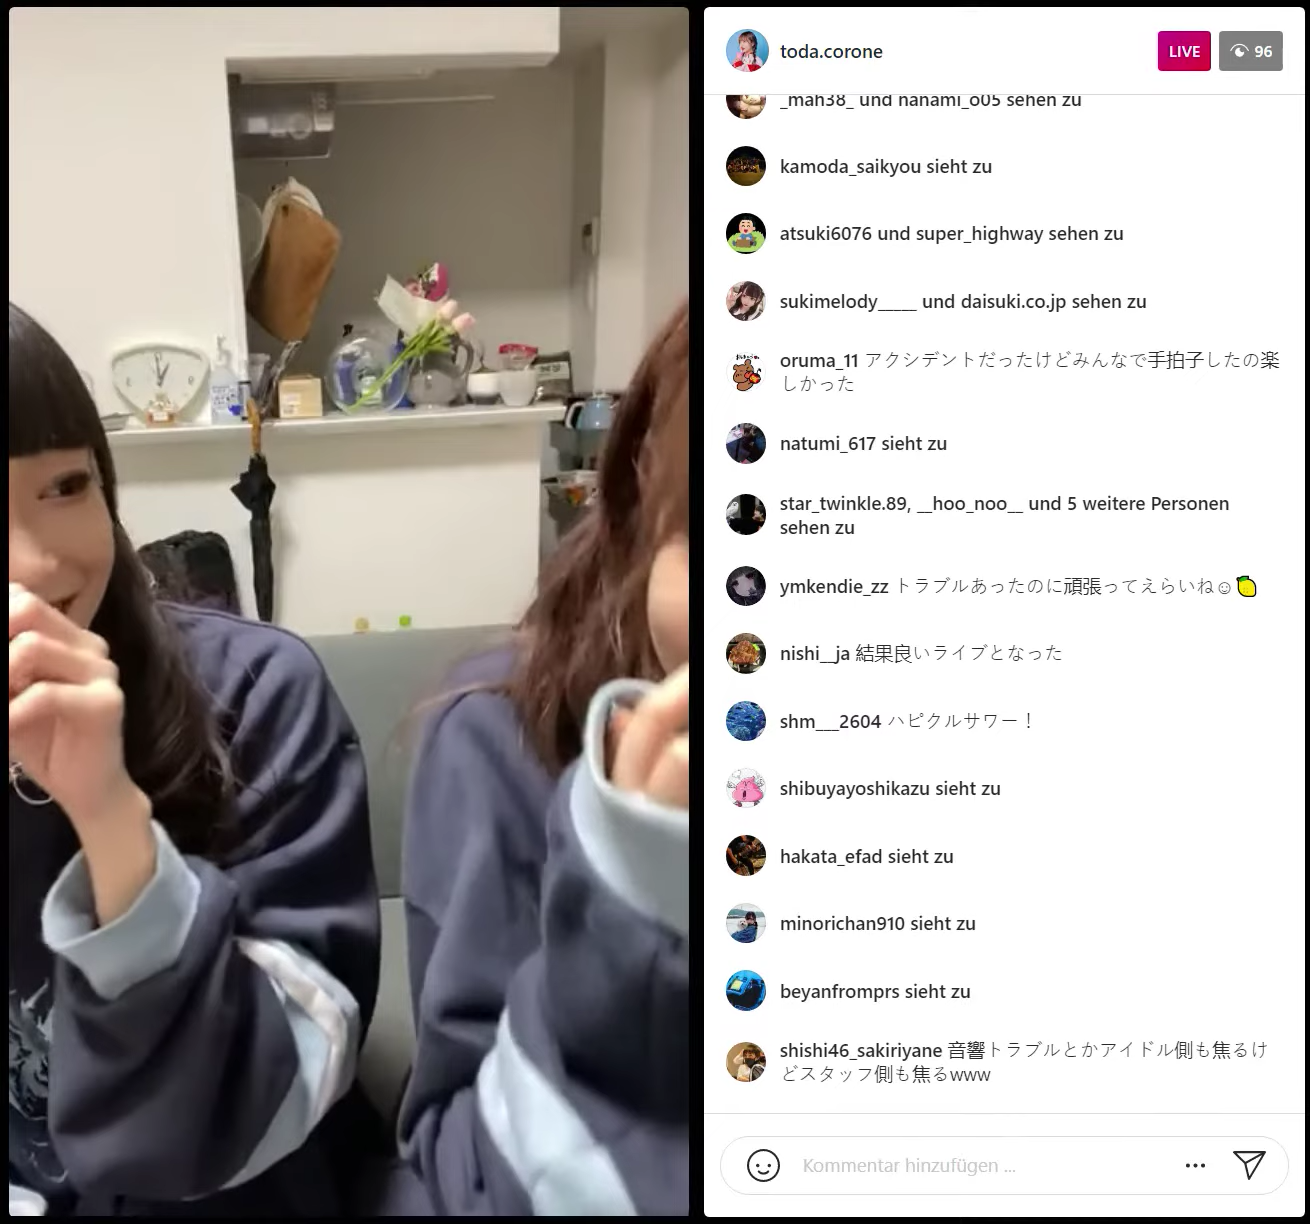 toda.corone
LIVE
96
_mah38_ und nanami_o05 sehen zu
kamoda_saikyou sieht zu
atsuki6076 und super_highway sehen zu
sukimelody_____ und daisuki.co.jp sehen zu
oruma_11 アクシデントだったけどみんなで手拍子したの楽
しかった
natumi_617 sieht zu
star_twinkle.89, __hoo_noo__ und 5 weitere Personen
sehen zu
ymkendie_zz トラブルあったのに頑張ってえらいね☺🍋
nishi__ja 結果良いライブとなった
shm___2604 ハピクルサワー！
shibuyayoshikazu sieht zu
hakata_efad sieht zu
minorichan910 sieht zu
beyanfromprs sieht zu
shishi46_sakiriyane 音響トラブルとかアイドル側も焦るけ
どスタッフ側も焦るwww
Kommentar hinzufügen ...